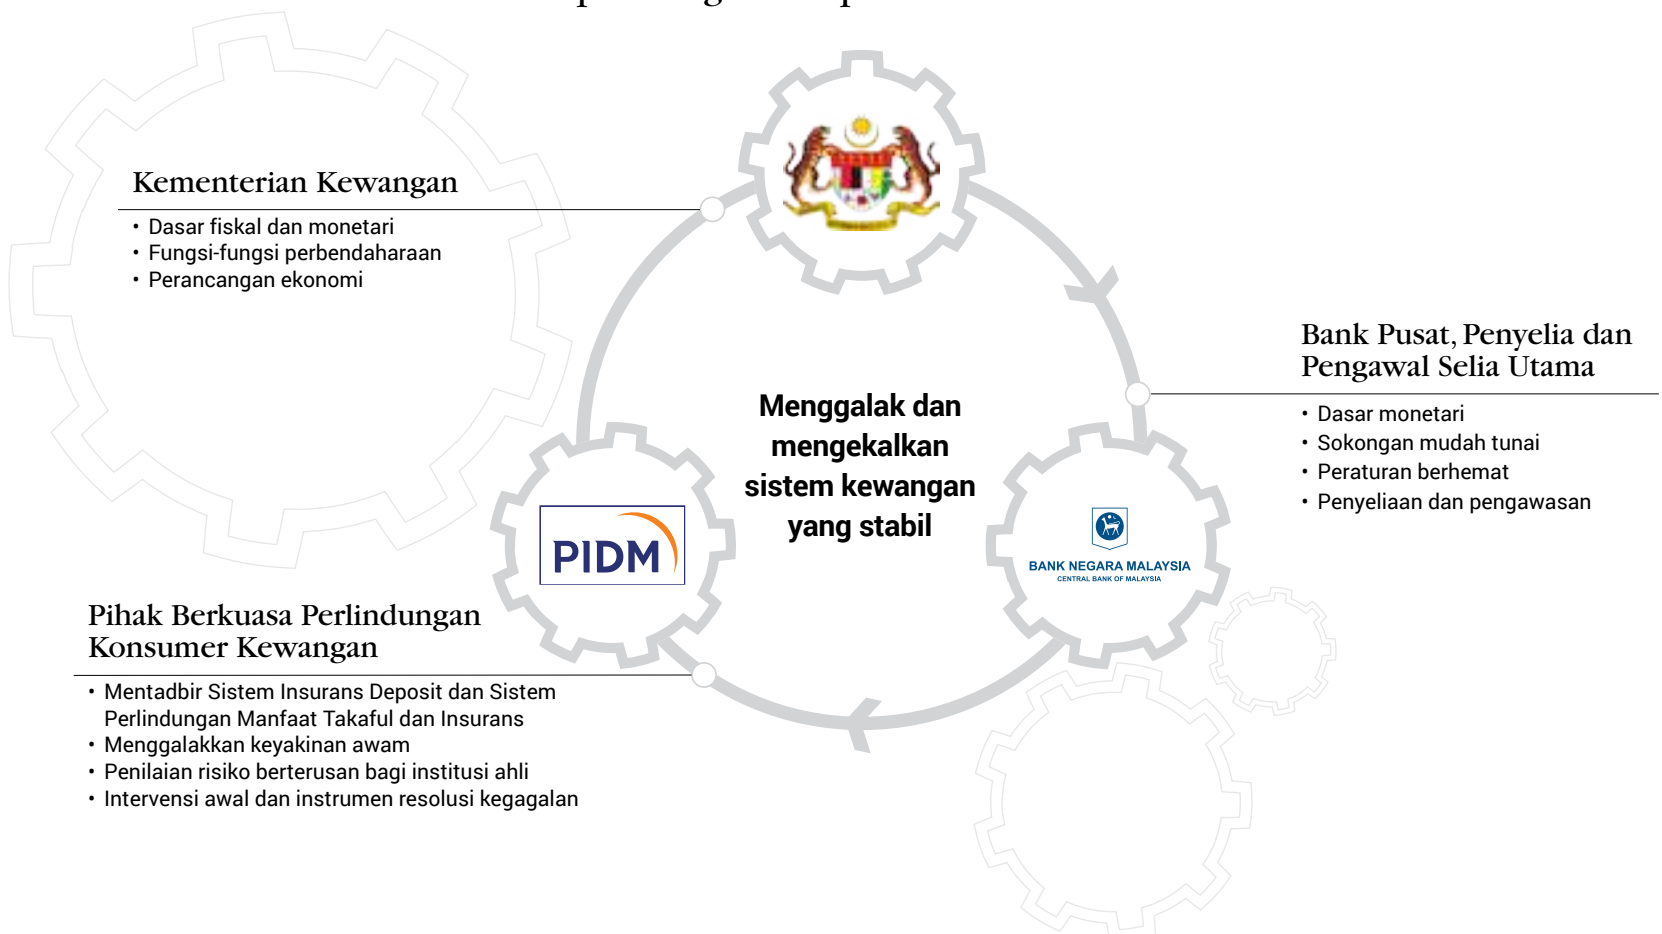 Kementerian Kewangan
• Dasar fiskal dan monetari
• Fungsi-fungsi perbendaharaan
• Perancangan ekonomi
Bank Pusat, Penyelia dan
Pengawal Selia Utama
• Dasar monetari
• Sokongan mudah tunai
• Peraturan berhemat
• Penyeliaan dan pengawasan
Menggalak dan
mengekalkan
sistem kewangan
yang stabil
PIDM
BANK NEGARA MALAYSIA
CENTRAL BANK OF MALAYSIA
Pihak Berkuasa Perlindungan
Konsumer Kewangan
• Mentadbir Sistem Insurans Deposit dan Sistem
Perlindungan Manfaat Takaful dan Insurans
• Menggalakkan keyakinan awam
• Penilaian risiko berterusan bagi institusi ahli
• Intervensi awal dan instrumen resolusi kegagalan